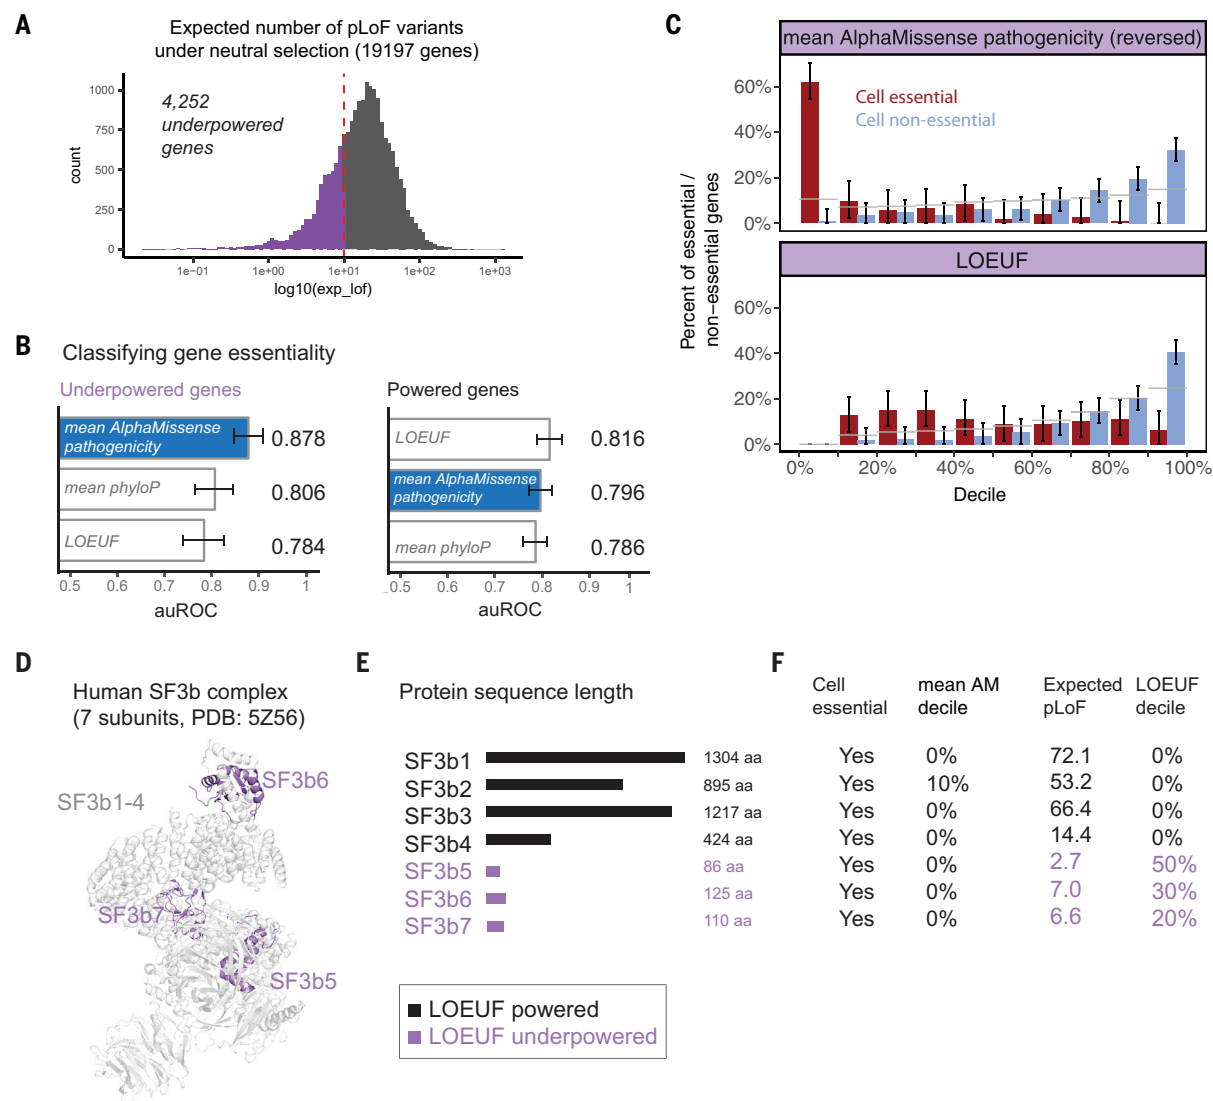 A
Expected number of pLoF variants
under neutral selection (19197 genes)
4,252
underpowered
genes
count
1000
750
500
250
0
1e−01
1e+00
1e+01
1e+02
1e+03
log10(exp_lof)
B
Classifying gene essentiality
Underpowered genes
mean AlphaMissense
pathogenicity
0.878
mean phyloP
0.806
LOEUF
0.784
0.5
0.6
0.7
0.8
0.9
1
auROC
Powered genes
LOEUF
0.816
mean AlphaMissense
pathogenicity
0.796
mean phyloP
0.786
0.5
0.6
0.7
0.8
0.9
1
auROC
C
mean AlphaMissense pathogenicity (reversed)
Cell essential
Cell non-essential
60%
40%
20%
0%
LOEUF
60%
40%
20%
0%
Percent of essential /
non−essential genes
0%
20%
40%
60%
80%
100%
Decile
D
Human SF3b complex
(7 subunits, PDB: 5Z56)
SF3b6
SF3b1-4
SF3b7
SF3b5
E
Protein sequence length
SF3b1
1304 aa
SF3b2
895 aa
SF3b3
1217 aa
SF3b4
424 aa
SF3b5
86 aa
SF3b6
125 aa
SF3b7
110 aa
LOEUF powered
LOEUF underpowered
F
Cell
essential
mean AM
decile
Expected
pLoF
LOEUF
decile
Yes 0% 72.1 0%
Yes 10% 53.2 0%
Yes 0% 66.4 0%
Yes 0% 14.4 0%
Yes 0% 2.7 50%
Yes 0% 7.0 30%
Yes 0% 6.6 20%